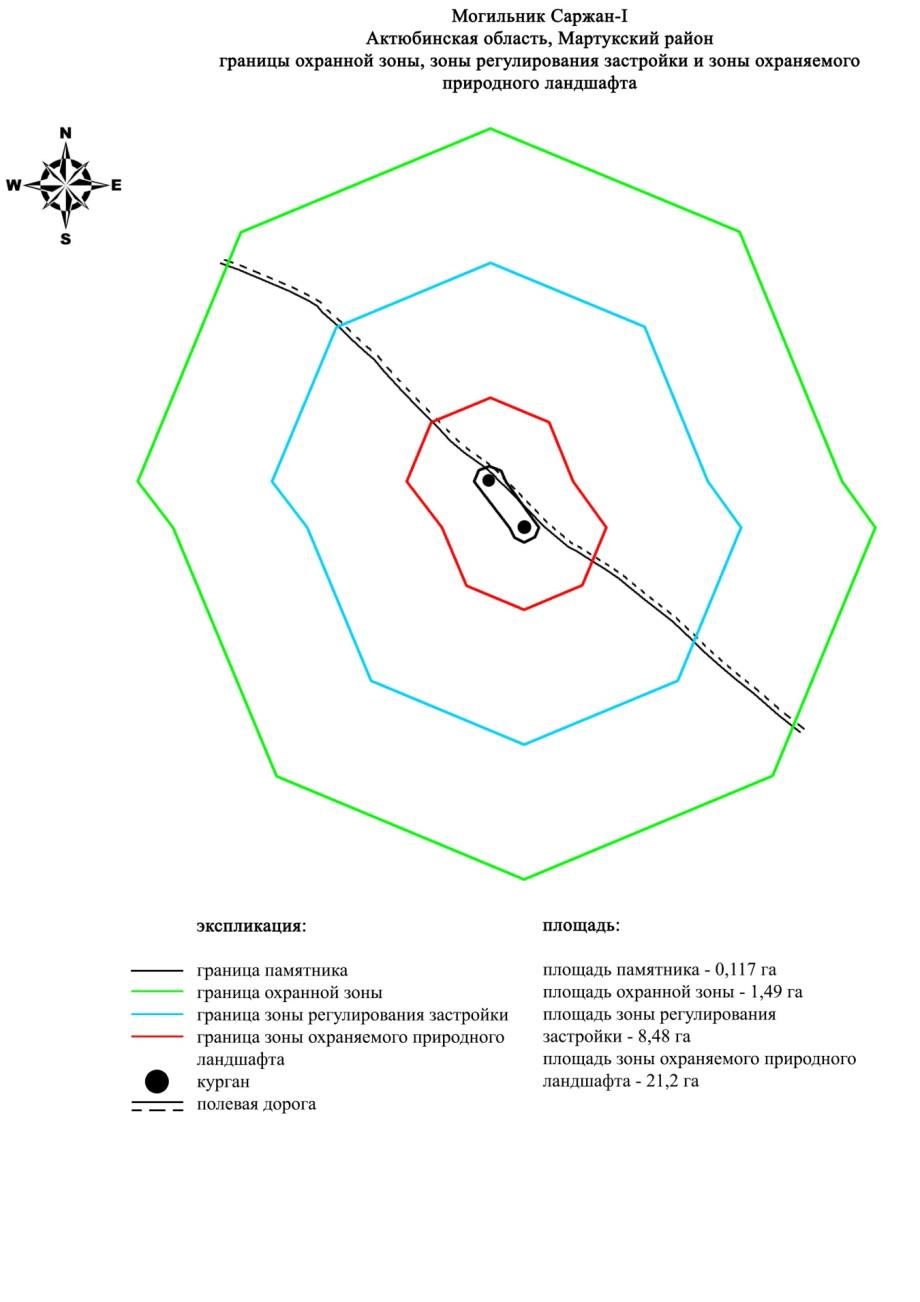 Могильник Саржан-I
Актюбинская область, Мартукский район
границы охранной зоны, зоны регулирования застройки и зоны охраняемого
природного ландшафта
N
W
E
S
экспликация:
граница памятника
граница охранной зоны
граница зоны регулирования застройки
граница зоны охраняемого природного
ландшафта
курган
полевая дорога
площадь:
площадь памятника - 0,117 га
площадь охранной зоны - 1,49 га
площадь зоны регулирования
застройки - 8,48 га
площадь зоны охраняемого природного
ландшафта - 21,2 га